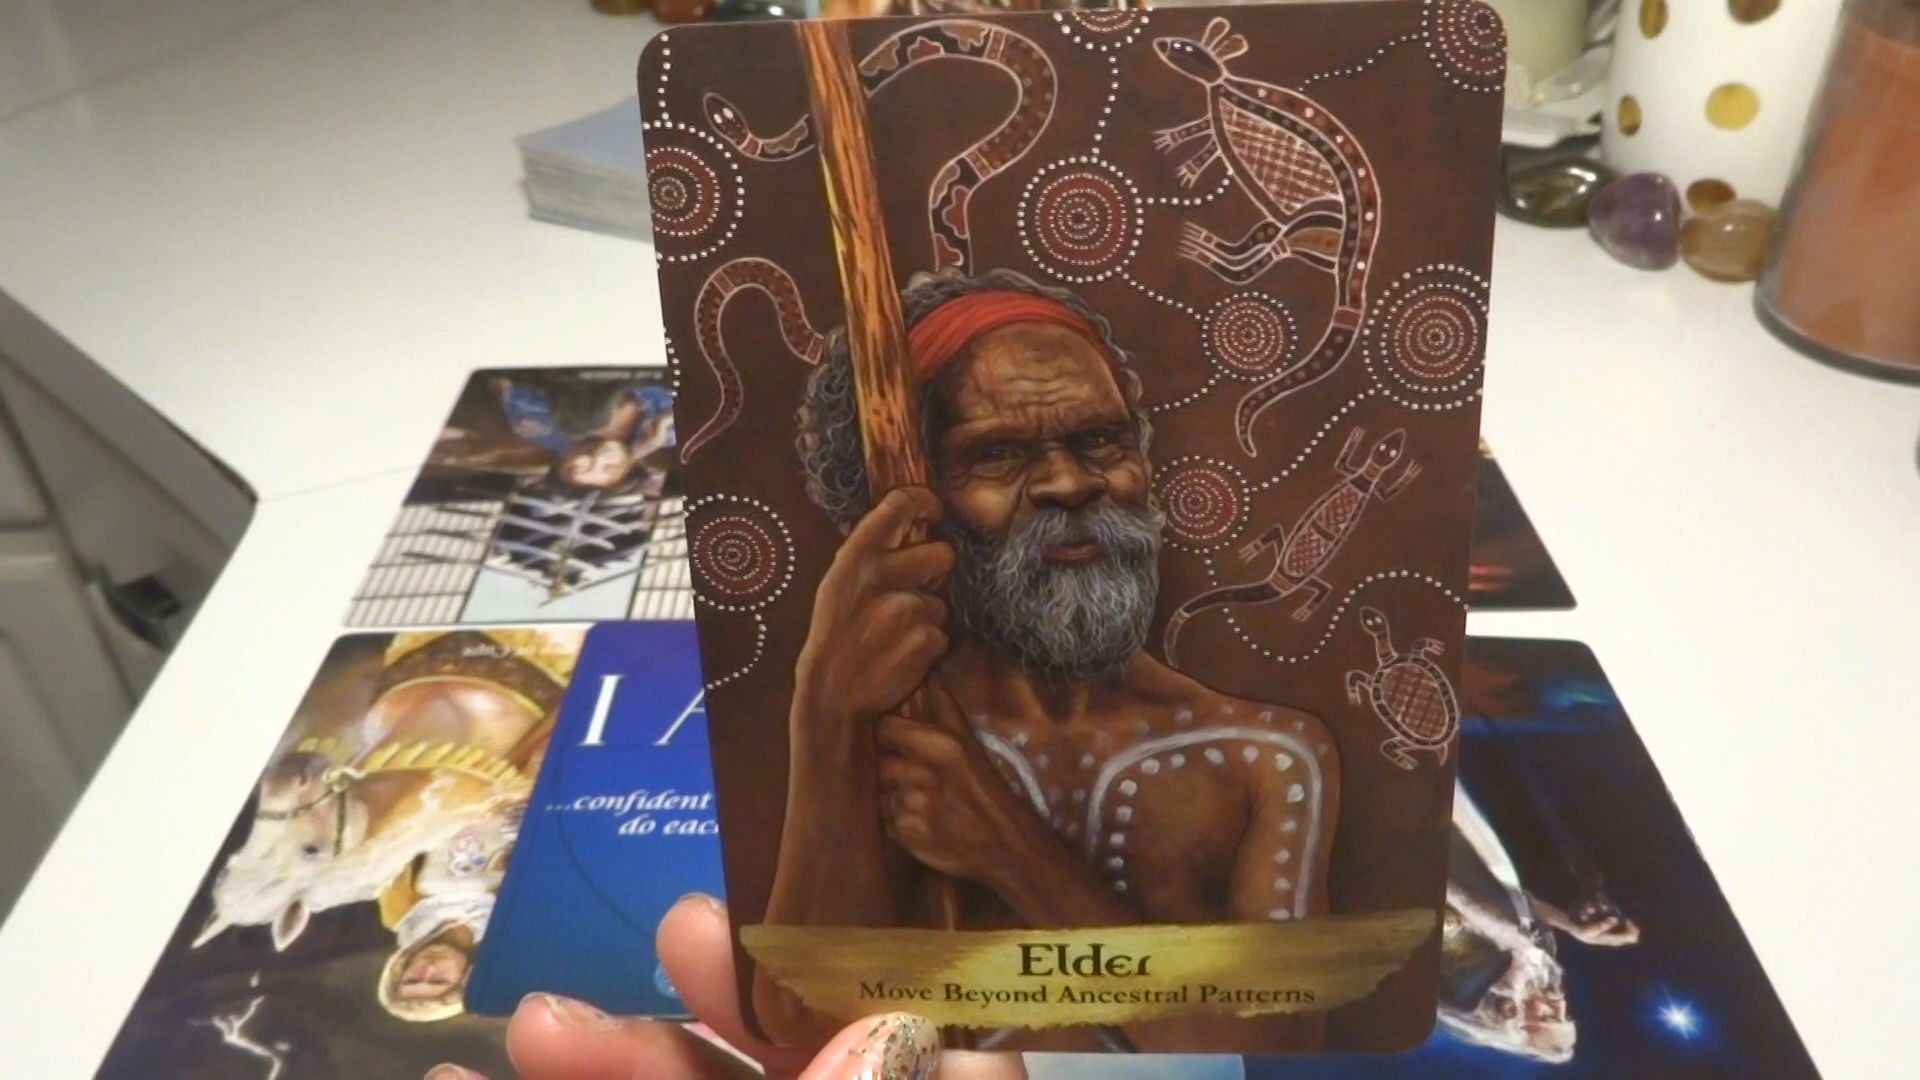 I A
...confident
do eac
Elder
Move Beyond Ancestral Patterns